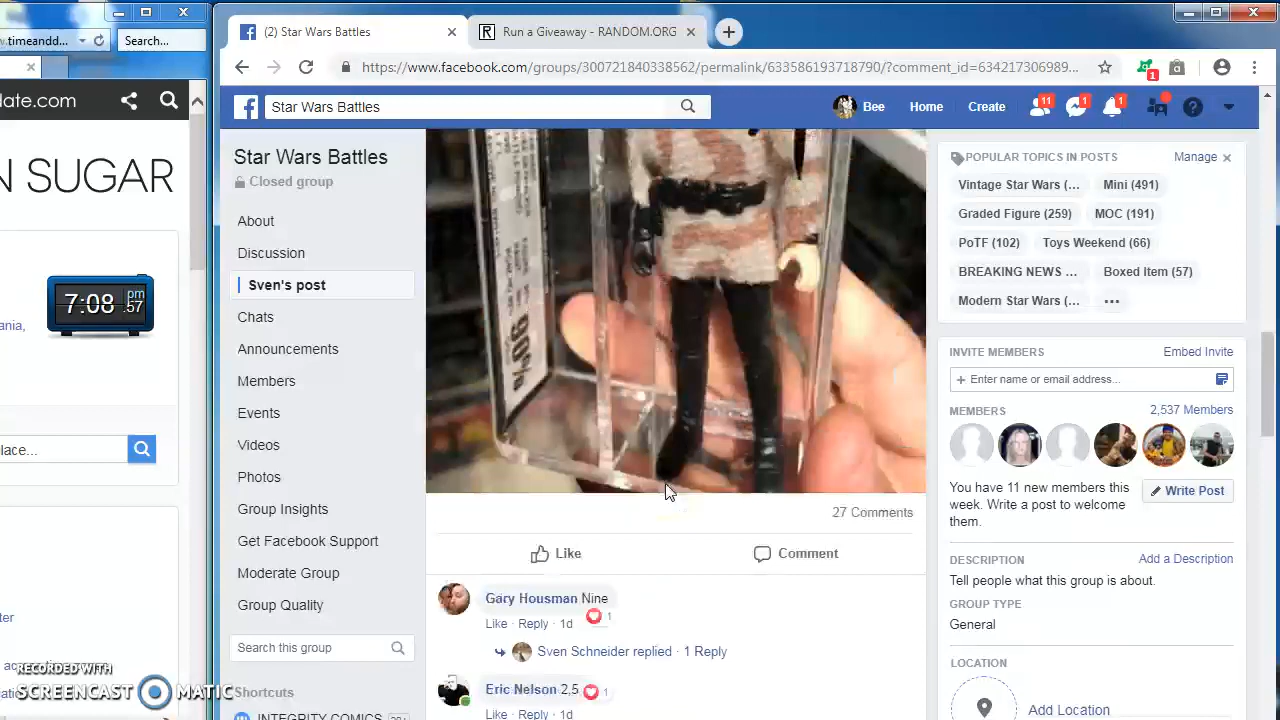 .timeandd...
Search...
(2) Star Wars Battles
Run a Giveaway - RANDOM.ORG
https://www.facebook.com/groups/300721840338562/permalink/633586193718790/?comment_id=634217306989...
1
date.com
Star Wars Battles
Bee
Home
Create
11
1
1
N SUGAR
Star Wars Battles
Closed group
About
Discussion
Sven's post
Chats
Announcements
Members
Events
Videos
Photos
Group Insights
Get Facebook Support
Moderate Group
Group Quality
Search this group
Shortcuts
INTEGRITY COMICS 20+
7:08 pm .57
ania,
lace...
ter
RECORDED WITH
SCREENCAST MATIC
27 Comments
Like
Comment
Gary Housman Nine
1
Like · Reply · 1d
Sven Schneider replied · 1 Reply
Eric Nelson 2,5
1
Like · Reply · 1d
POPULAR TOPICS IN POSTS
Manage
Vintage Star Wars (...
Mini (491)
Graded Figure (259)
MOC (191)
PoTF (102)
Toys Weekend (66)
BREAKING NEWS ...
Boxed Item (57)
Modern Star Wars (...
...
INVITE MEMBERS
Embed Invite
+ Enter name or email address...
MEMBERS
2,537 Members
You have 11 new members this
week. Write a post to welcome
them.
Write Post
DESCRIPTION
Add a Description
Tell people what this group is about.
GROUP TYPE
General
LOCATION
Add Location